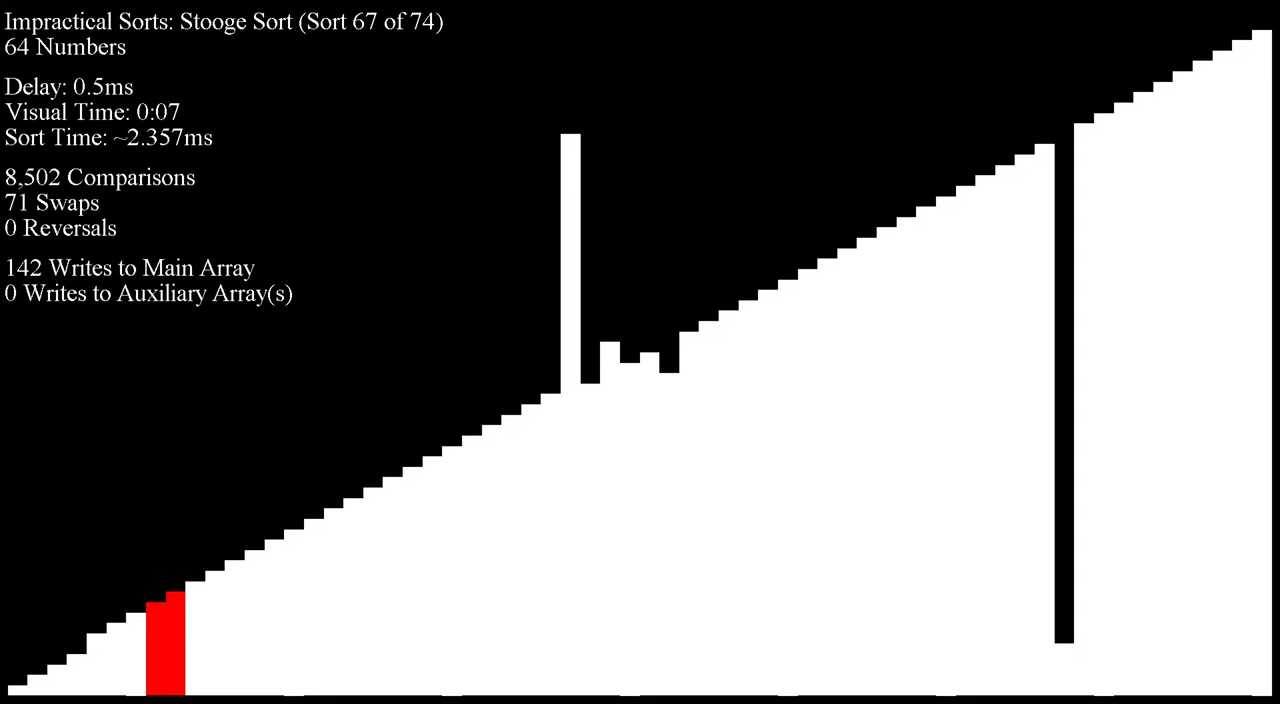 Impractical Sorts: Stooge Sort (Sort 67 of 74)
64 Numbers
Delay: 0.5ms
Visual Time: 0:07
Sort Time: ~2.357ms
8,502 Comparisons
71 Swaps
0 Reversals
142 Writes to Main Array
0 Writes to Auxiliary Array(s)